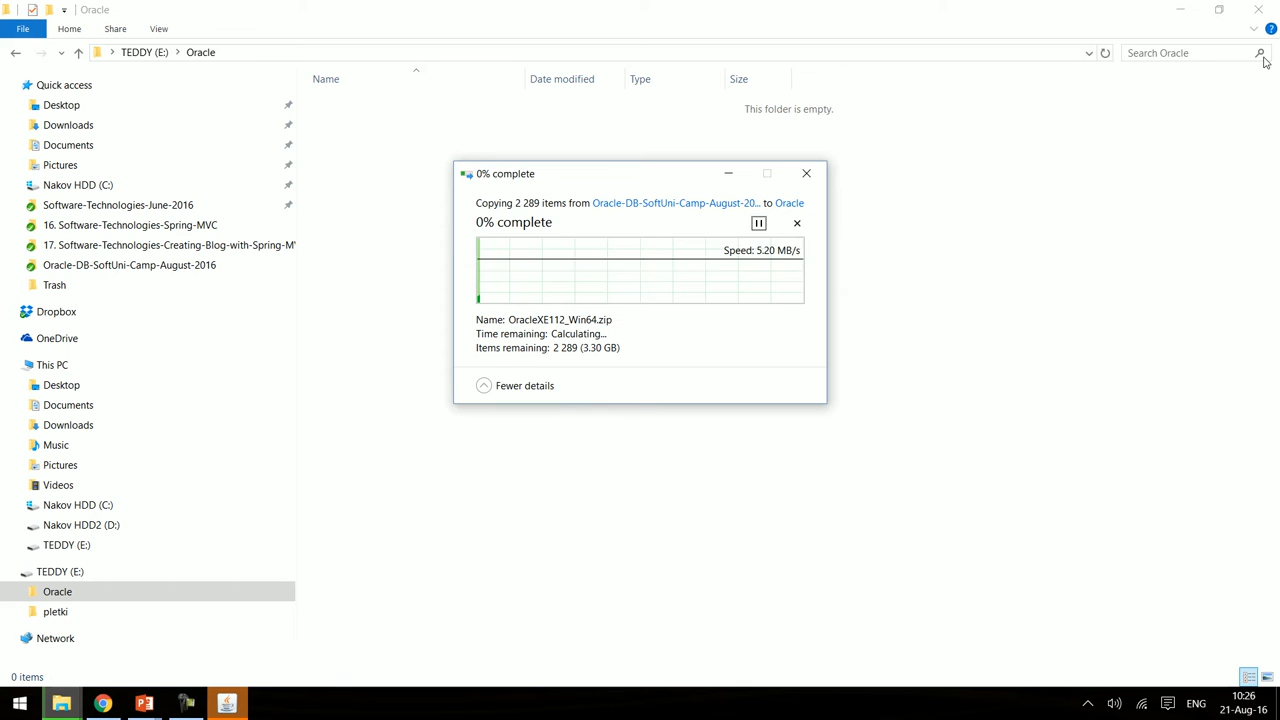 Oracle
File Home Share View
TEDDY (E:) Oracle
Search Oracle
Name Date modified Type Size
This folder is empty.
Quick access
Desktop
Downloads
Documents
Pictures
Nakov HDD (C:)
Software-Technologies-June-2016
16. Software-Technologies-Spring-MVC
17. Software-Technologies-Creating-Blog-with-Spring-M
Oracle-DB-SoftUni-Camp-August-2016
Trash
Dropbox
OneDrive
This PC
Desktop
Documents
Downloads
Music
Pictures
Videos
Nakov HDD (C:)
Nakov HDD2 (D:)
TEDDY (E:)
TEDDY (E:)
Oracle
pletki
Network
0% complete
Copying 2 289 items from Oracle-DB-SoftUni-Camp-August-20... to Oracle
0% complete
Speed: 5.20 MB/s
Name: OracleXE112_Win64.zip
Time remaining: Calculating...
Items remaining: 2 289 (3.30 GB)
Fewer details
0 items
ENG
10:26
21-Aug-16